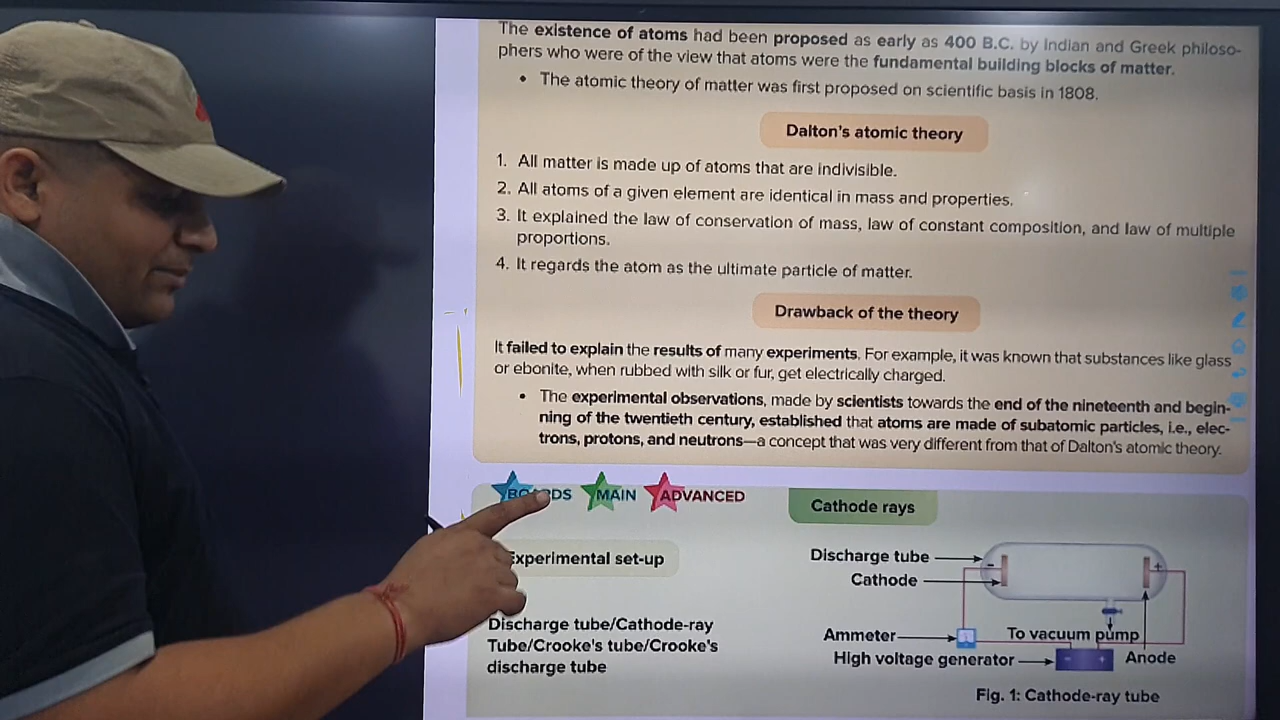 The existence of atoms had been proposed as early as 400 B.C. by Indian and Greek philoso-
phers who were of the view that atoms were the fundamental building blocks of matter.
• The atomic theory of matter was first proposed on scientific basis in 1808.
Dalton's atomic theory
1. All matter is made up of atoms that are indivisible.
2. All atoms of a given element are identical in mass and properties.
3. It explained the law of conservation of mass, law of constant composition, and law of multiple
proportions.
4. It regards the atom as the ultimate particle of matter.
Drawback of the theory
It failed to explain the results of many experiments. For example, it was known that substances like glass
or ebonite, when rubbed with silk or fur, get electrically charged.
• The experimental observations, made by scientists towards the end of the nineteenth and begin-
ning of the twentieth century, established that atoms are made of subatomic particles, i.e., elec-
trons, protons, and neutrons—a concept that was very different from that of Dalton's atomic theory.
BOARDS MAIN ADVANCED
Cathode rays
Experimental set-up
Discharge tube/Cathode-ray
Tube/Crooke's tube/Crooke's
discharge tube
Discharge tube
Cathode
- +
Ammeter
To vacuum pump
High voltage generator
- +
Anode
Fig. 1: Cathode-ray tube